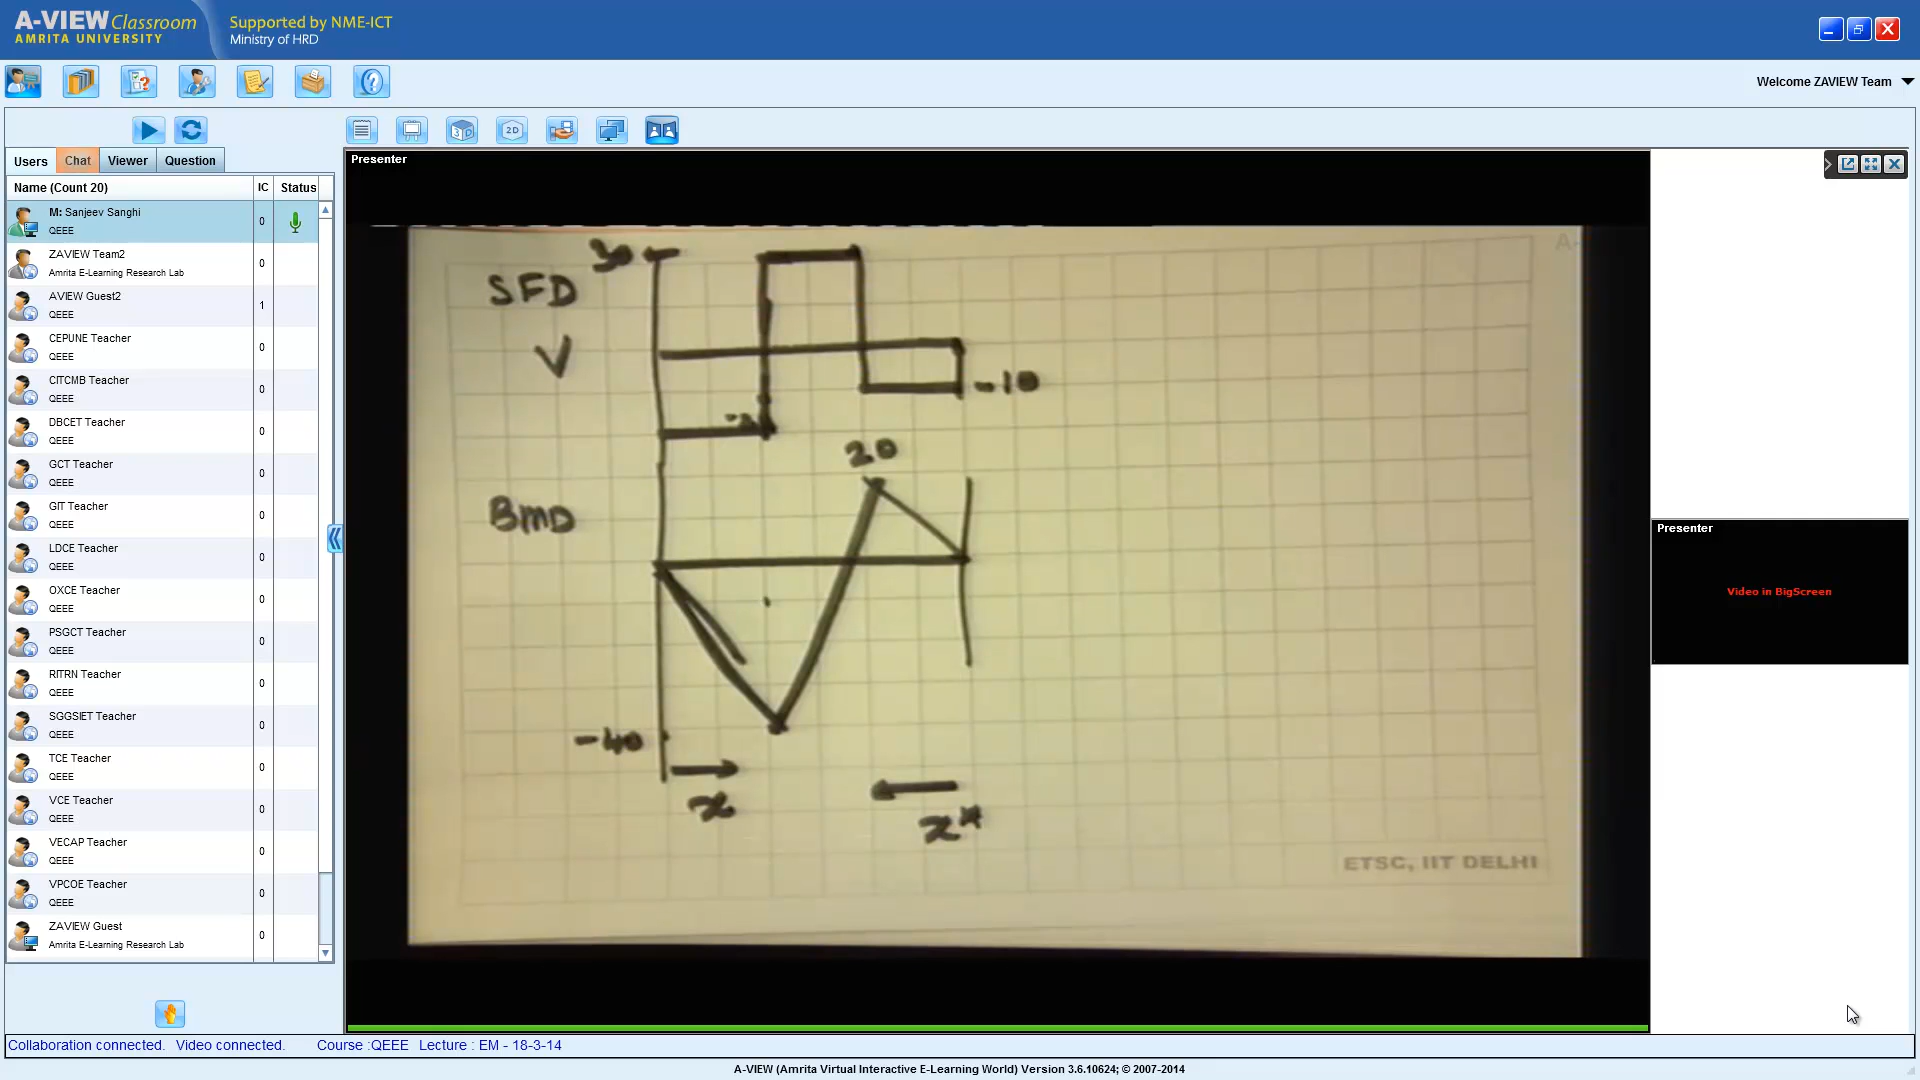 A-VIEW Classroom
AMRITA UNIVERSITY
Supported by NME-ICT
Ministry of HRD
Welcome ZAVIEW Team
3D
2D
Users Chat Viewer Question
Name (Count 20) IC Status
M: Sanjeev Sanghi
QEEE
0
ZAVIEW Team2
Amrita E-Learning Research Lab
0
AVIEW Guest2
QEEE
1
CEPUNE Teacher
QEEE
0
CITCMB Teacher
QEEE
0
DBCET Teacher
QEEE
0
GCT Teacher
QEEE
0
GIT Teacher
QEEE
0
LDCE Teacher
QEEE
0
OXCE Teacher
QEEE
0
PSGCT Teacher
QEEE
0
RITRN Teacher
QEEE
0
SGGSIET Teacher
QEEE
0
TCE Teacher
QEEE
0
VCE Teacher
QEEE
0
VECAP Teacher
QEEE
0
VPCOE Teacher
QEEE
0
ZAVIEW Guest
Amrita E-Learning Research Lab
0
Presenter
30
SFD
V
-10
20
BMD
-40
x
x*
ETSC, IIT DELHI
Presenter
Video in BigScreen
Collaboration connected. Video connected. Course :QEEE Lecture : EM - 18-3-14
A-VIEW (Amrita Virtual Interactive E-Learning World) Version 3.6.10624; © 2007-2014